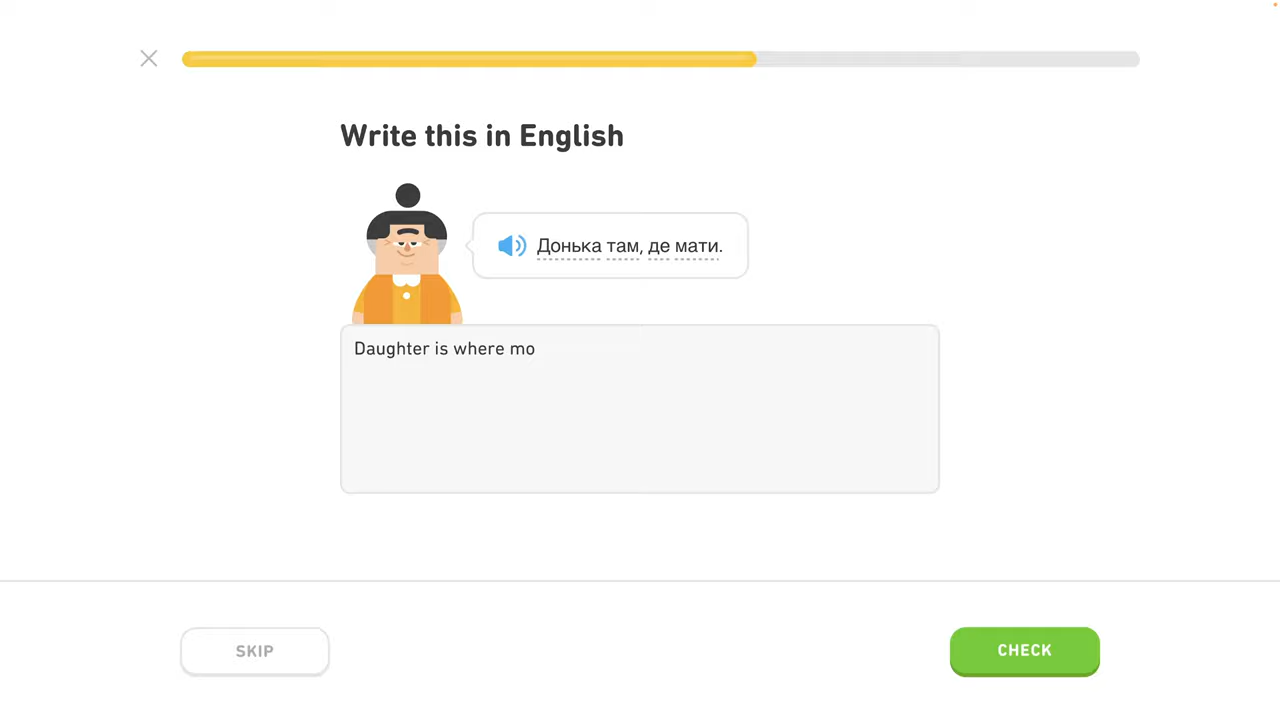 Write this in English
Донька там, де мати.
Daughter is where mo
SKIP
CHECK